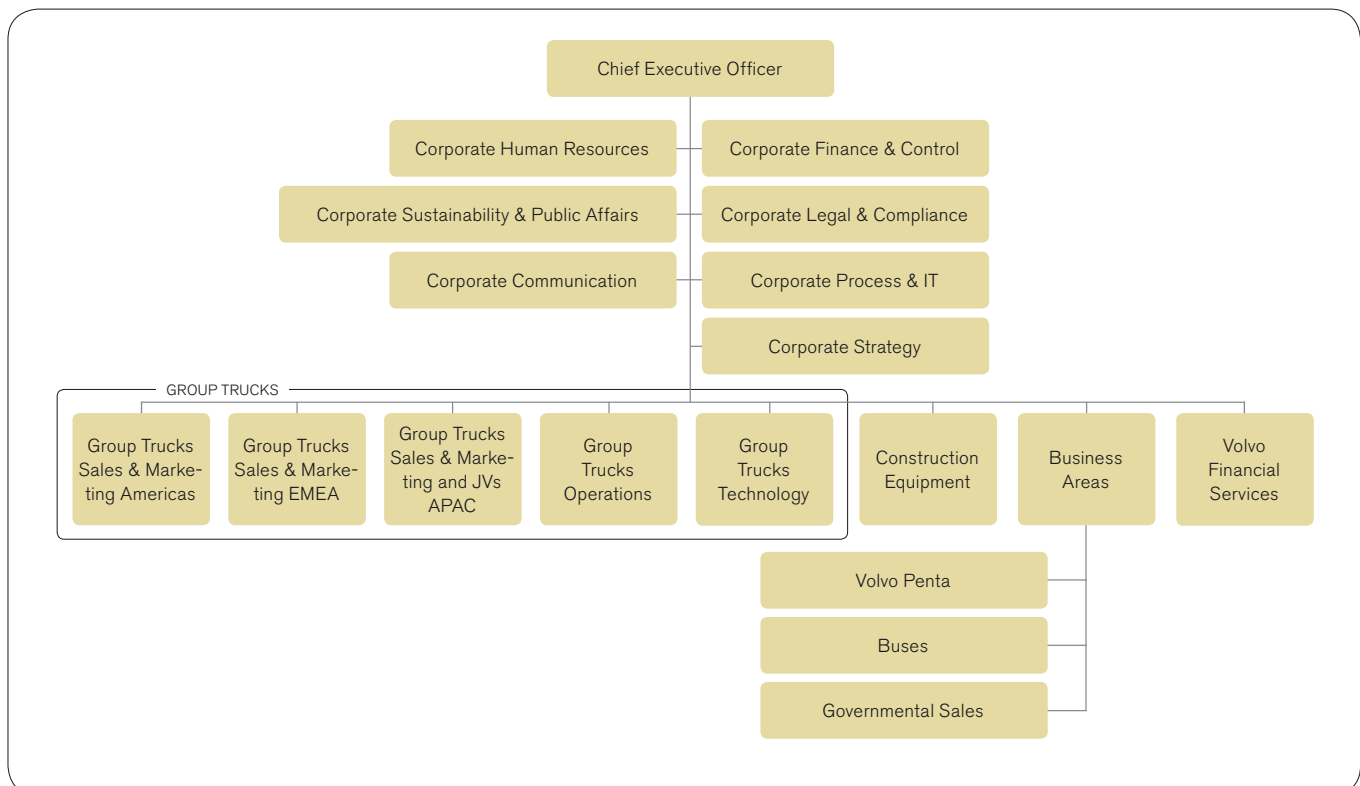 Chief Executive Officer
Corporate Human Resources
Corporate Finance & Control
Corporate Sustainability & Public Affairs
Corporate Legal & Compliance
Corporate Communication
Corporate Process & IT
Corporate Strategy
GROUP TRUCKS
Group Trucks
Sales & Marke-
ting Americas
Group Trucks
Sales & Marke-
ting EMEA
Group Trucks
Sales & Marke-
ting and JVs
APAC
Group
Trucks
Operations
Group
Trucks
Technology
Construction
Equipment
Business
Areas
Volvo
Financial
Services
Volvo Penta
Buses
Governmental Sales